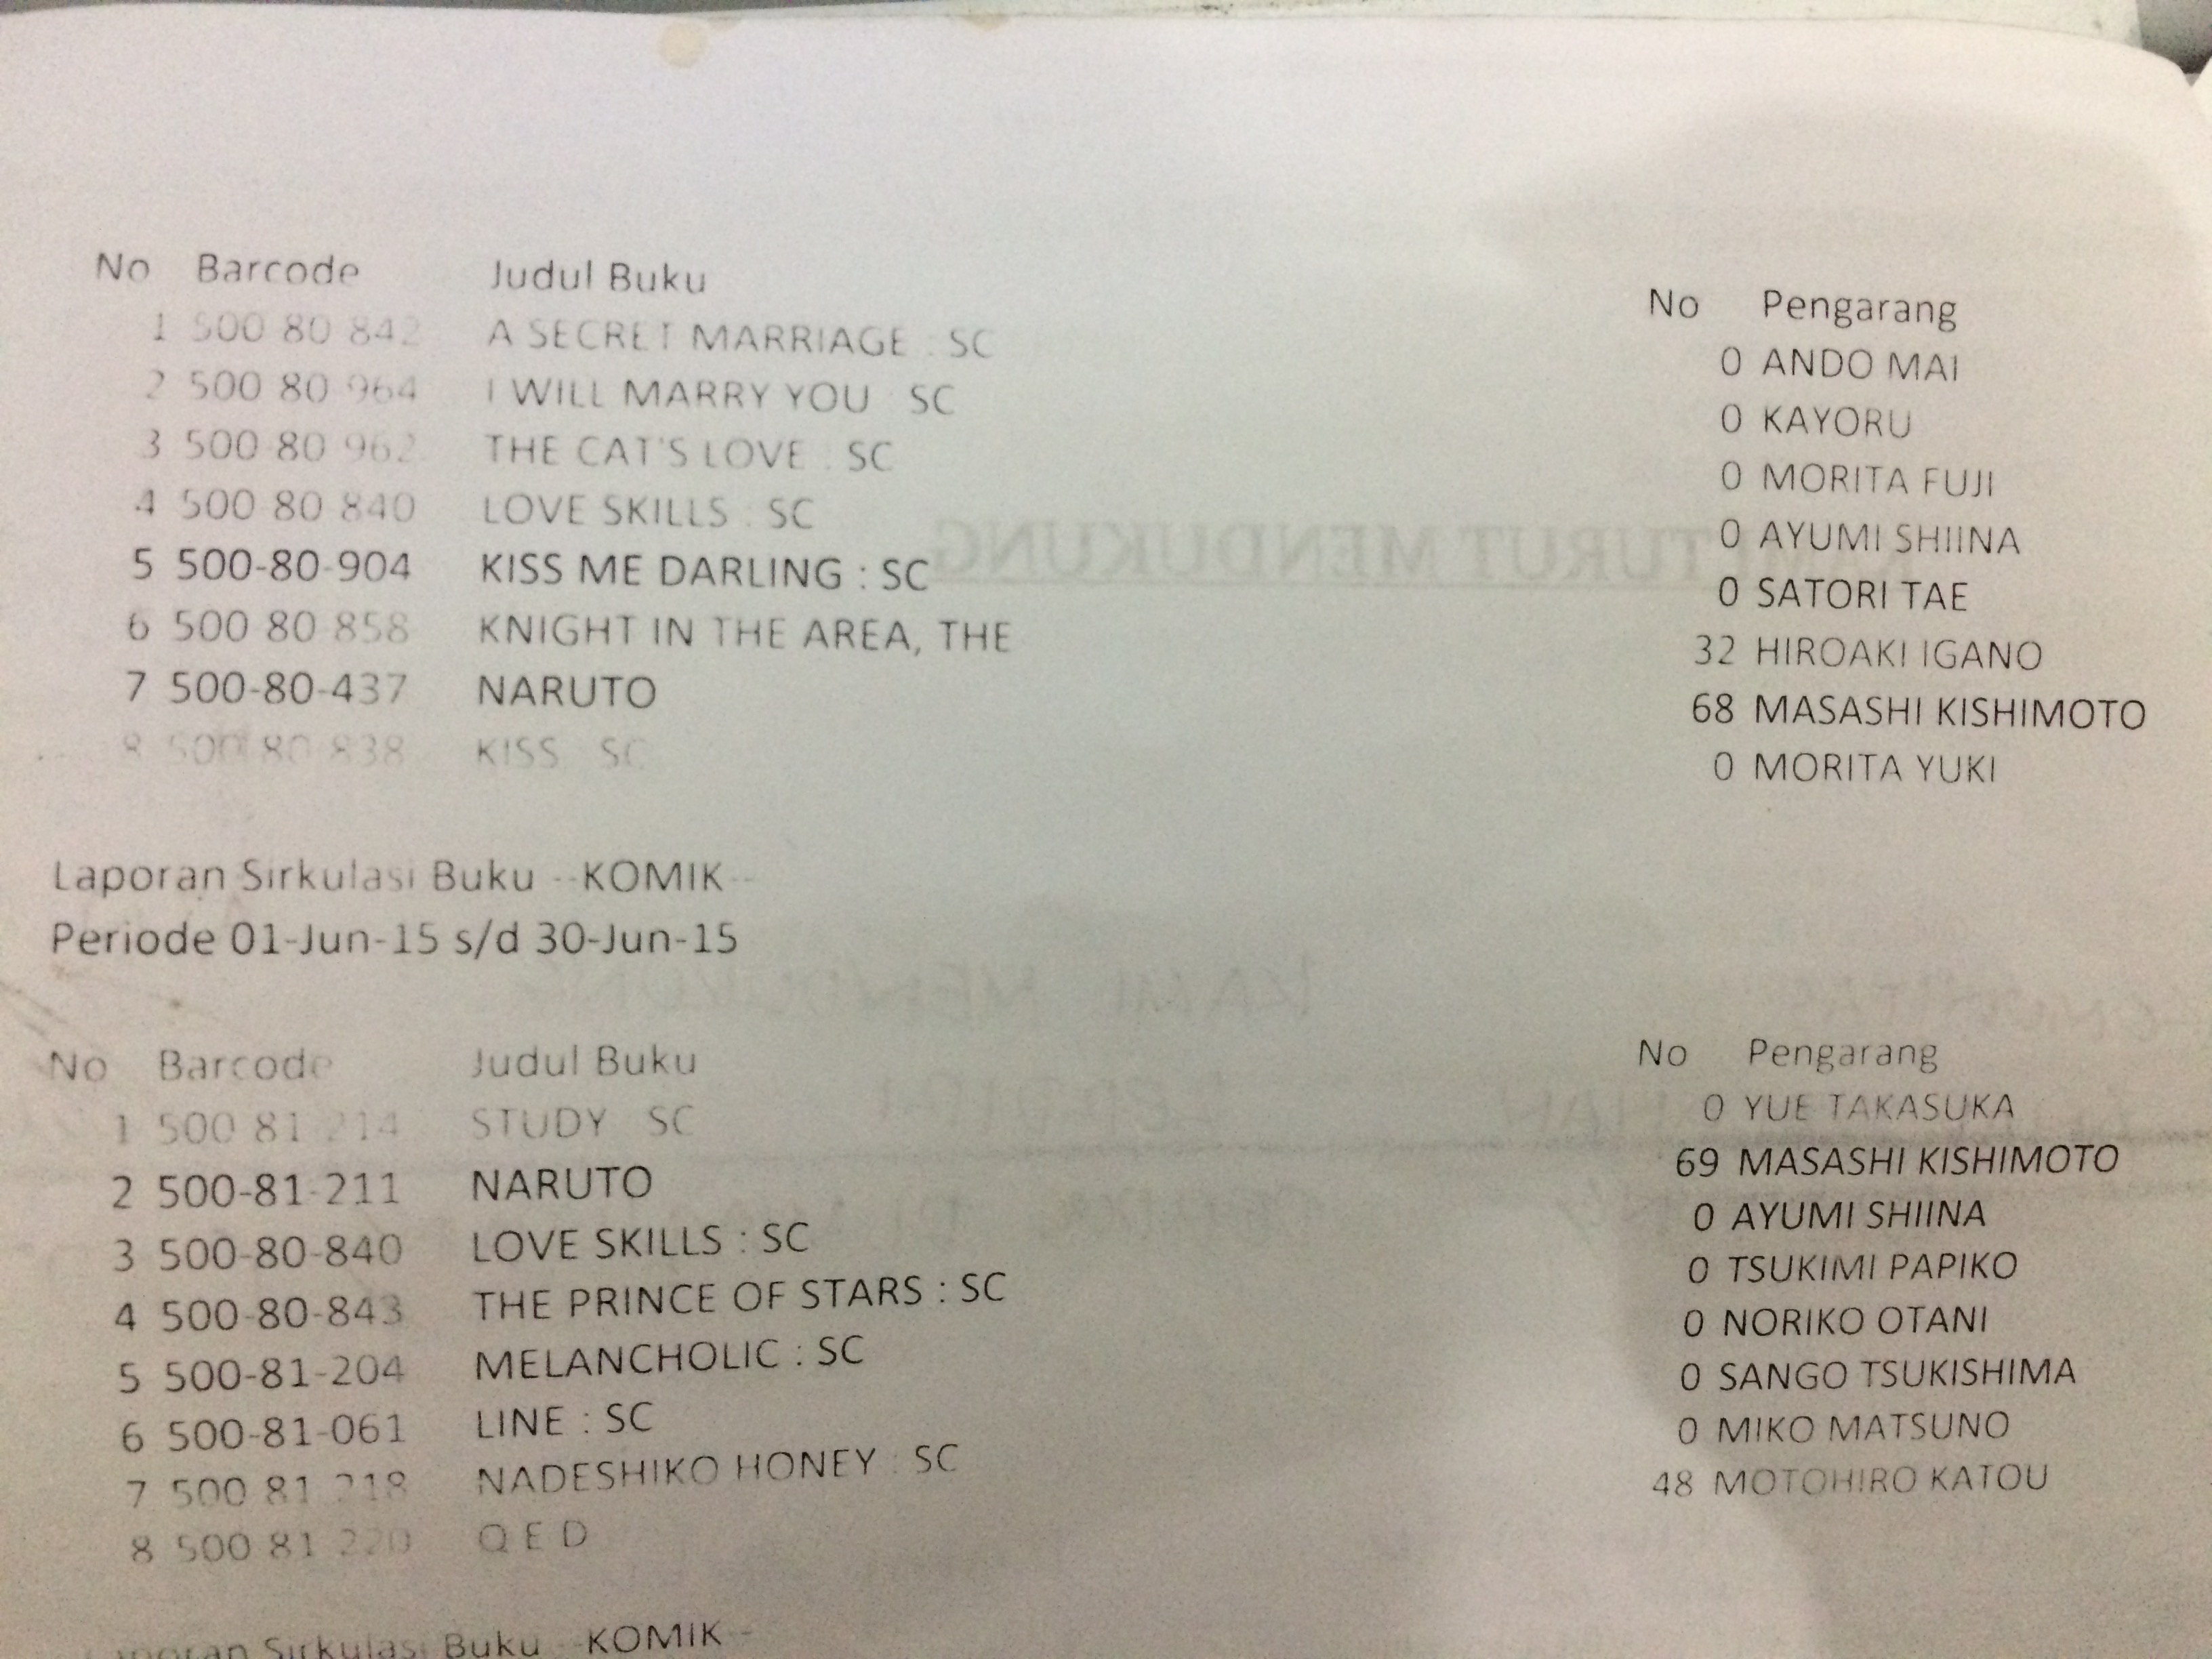 No Barcode Judul Buku No Pengarang
1 500 80 842 A SECRET MARRIAGE : SC 0 ANDO MAI
2 500 80 964 I WILL MARRY YOU : SC 0 KAYORU
3 500 80 962 THE CAT'S LOVE : SC 0 MORITA FUJI
4 500 80 840 LOVE SKILLS : SC 0 AYUMI SHIINA
5 500-80-904 KISS ME DARLING : SC 0 SATORI TAE
6 500 80-858 KNIGHT IN THE AREA, THE 32 HIROAKI IGANO
7 500-80-437 NARUTO 68 MASASHI KISHIMOTO
8 500 80 838 KISS SC 0 MORITA YUKI
Laporan Sirkulasi Buku --KOMIK--
Periode 01-Jun-15 s/d 30-Jun-15
No Barcode Judul Buku No Pengarang
1 500 81 214 STUDY SC 0 YUE TAKASUKA
2 500-81-211 NARUTO 69 MASASHI KISHIMOTO
3 500-80-840 LOVE SKILLS : SC 0 AYUMI SHIINA
4 500-80-843 THE PRINCE OF STARS : SC 0 TSUKIMI PAPIKO
5 500-81-204 MELANCHOLIC : SC 0 NORIKO OTANI
6 500-81-061 LINE : SC 0 SANGO TSUKISHIMA
7 500 81 218 NADESHIKO HONEY : SC 0 MIKO MATSUNO
8 500 81 220 Q E D 48 MOTOHIRO KATOU
Sirkulasi Buku --KOMIK--